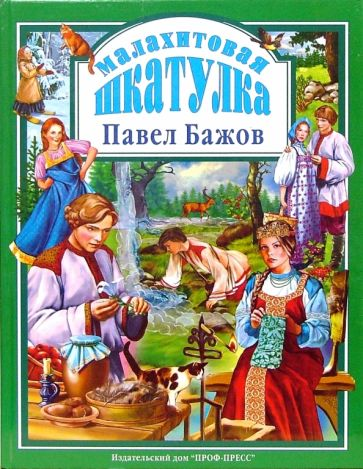 МАЛАХИТОВАЯ
ШКАТУЛКА
ПАВЕЛ БАЖОВ
Издательский дом "ПРОФ-ПРЕСС"